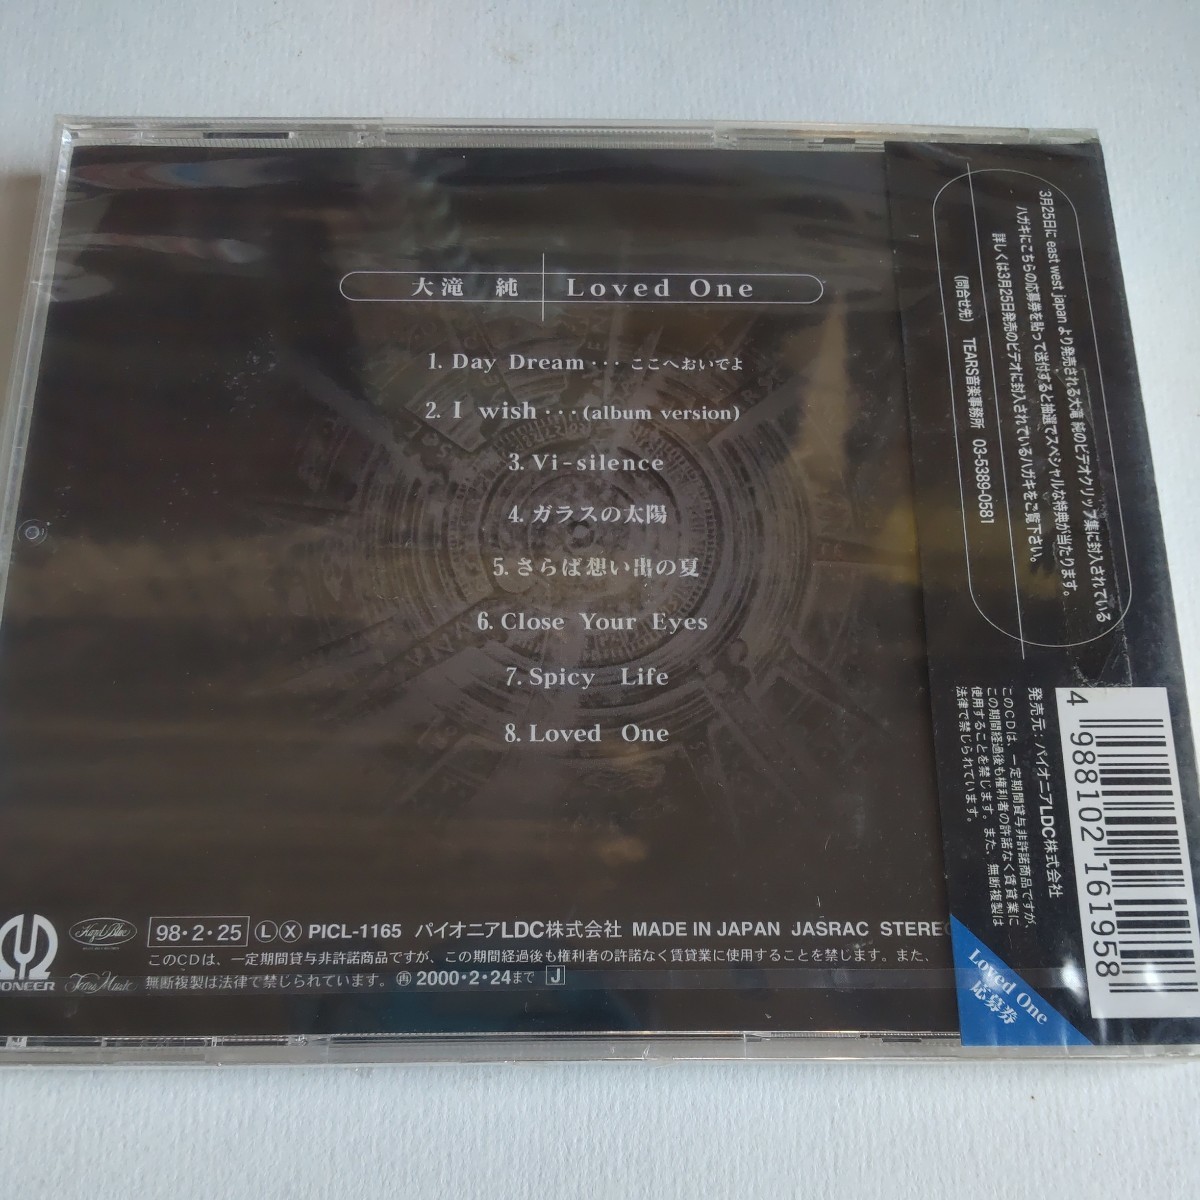 大滝 純 Loved One
1. Day Dream・・・ここへおいでよ
2. I wish・・・(album version)
3. Vi-silence
4. ガラスの太陽
5. さらば想い出の夏
6. Close Your Eyes
7. Spicy Life
8. Loved One
98・2・25 L X PICL-1165 パイオニアLDC株式会社 MADE IN JAPAN JASRAC STEREO
このCDは、一定期間貸与非許諾商品ですが、この期間経過後も権利者の許諾なく賃貸業に使用することを禁じます。また、
無断複製は法律で禁じられています。 再 2000・2・24まで J
PIONEER
Tears Music
3月25日に east west japan より発売される大滝 純のビデオクリップ集に封入されている
ハガキにこちらの応募券を貼って送付すると抽選でスペシャルな特典が当たります。
詳しくは3月25日発売のビデオに封入されているハガキをご覧下さい。
(問合せ先) TEARS音楽事務所 03-5389-0581
発売元:パイオニアLDC株式会社
このCDは、一定期間貸与非許諾商品ですが、
この期間経過後も権利者の許諾なく賃貸業に
使用することを禁じます。また、無断複製は
法律で禁じられています。
4 988102 161958
Loved One
応募券